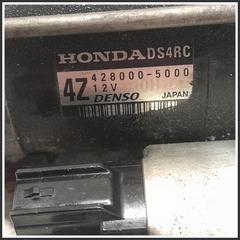 HONDA DS4RC
4Z 428000-5000
12V
DENSO JAPAN